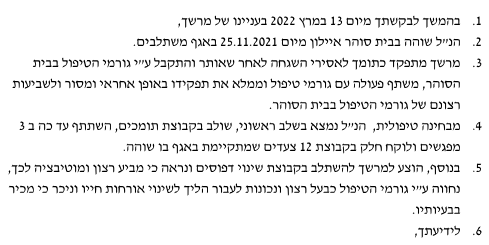 1. בהמשך לבקשתך מיום 13 במרץ 2022 בעניינו של מרשך,
2. הנ"ל שוהה בבית סוהר איילון מיום 25.11.2021 באגף משתלבים.
3. מרשך מתפקד כתומך לאסירי השגחה לאחר שאותר והתקבל ע"י גורמי הטיפול בבית
הסוהר, משתף פעולה עם גורמי טיפול וממלא את תפקידו באופן אחראי ומסור ולשביעות
רצונם של גורמי הטיפול בבית הסוהר.
4. מבחינה טיפולית, הנ"ל נמצא בשלב ראשוני, שולב בקבוצת תומכים, השתתף עד כה ב 3
מפגשים ולוקח חלק בקבוצת 12 צעדים שמתקיימת באגף בו שוהה.
5. בנוסף, הוצע למרשך להשתלב בקבוצת שינוי דפוסים ונראה כי מביע רצון ומוטיבציה לכך,
נחווה ע"י גורמי הטיפול כבעל רצון ונכונות לעבור הליך לשינוי אורחות חייו וניכר כי מכיר
בבעיותיו.
6. לידיעתך,